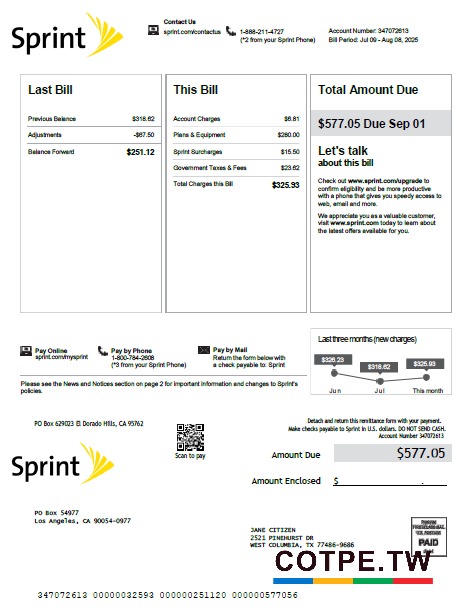 Sprint
Contact Us
sprint.com/contactus
1-888-211-4727
(*2 from your Sprint Phone)
Account Number: 347072613
Bill Period: Jul 09 - Aug 08, 2025
Last Bill
Previous Balance $318.62
Adjustments -$67.50
Balance Forward $251.12
This Bill
Account Charges $6.81
Plans & Equipment $280.00
Sprint Surcharges $15.50
Government Taxes & Fees $23.62
Total Charges this Bill $325.93
Total Amount Due
$577.05 Due Sep 01
Let's talk
about this bill
Check out www.sprint.com/upgrade to
confirm eligibility and be more productive
with a phone that gives you speedy access to
web, email and more.
We appreciate you as a valuable customer,
visit www.sprint.com today to learn about
the latest offers available for you.
Pay Online
sprint.com/mysprint
Pay by Phone
1-800-784-2608
(*3 from your Sprint Phone)
Pay by Mail
Return the form below with
a check payable to: Sprint
Last three months (new charges)
$326.23
$318.62
$325.93
Jun
Jul
This month
Please see the News and Notices section on page 2 for important information and changes to Sprint's
policies.
PO Box 629023 El Dorado Hills, CA 95762
Scan to pay
Detach and return this remittance form with your payment.
Make checks payable to Sprint in U.S. dollars. DO NOT SEND CASH.
Account Number 347072613
Sprint
Amount Due $577.05
Amount Enclosed $ .
PO Box 54977
Los Angeles, CA 90054-0977
PAID
JANE CITIZEN
2521 PINEHURST DR
WEST COLUMBIA, TX 77486-9686
COTPE.TW
347072613 00000032593 000000251120 000000577056